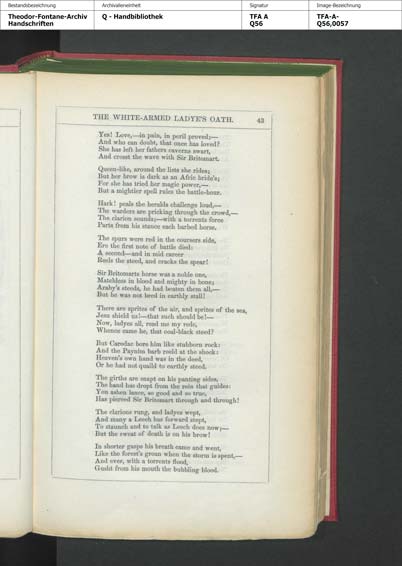 Bestandsbezeichnung
Archivalieneinheit
Signatur
Image-Bezeichnung
Theodor-Fontane-Archiv
Handschriften
Q - Handbibliothek
TFA A
Q56
TFA-A-
Q56,0057
THE WHITE-ARMED LADYE'S OATH. 43
Yes! Love,—in pain, in peril proved;—
And who can doubt, that once has loved?
She has left her fathers caverns swart,
And crost the wave with Sir Britomart.
Queen-like, around the lists she rides;
But her brow is dark as an Afric bride's;
For she has tried her magic power,—
But a mightier spell rules the battle-hour.
Hark! peals the heralds challenge loud,—
The warders are pricking through the crowd,—
The clarion sounds;—with a torrents force
Parts from his stance each barbed horse.
The spurs were red in the coursers side,
Ere the first note of battle died:
A second—and in mid career
Reels the steed, and cracks the spear!
Sir Britomarts horse was a noble one,
Matchless in blood and mighty in bone;
Araby's steeds, he had beaten them all,—
But he was not bred in earthly stall!
There are sprites of the air, and sprites of the sea,
Jesu shield us!—that such should be!—
Now, ladyes all, read me my rede,
Whence came he, that coal-black steed?
But Carodac bore him like stubborn rock:
And the Paynim barb reeld at the shock:
Heaven's own hand was in the deed,
Or he had not quaild to earthly steed.
The girths are snapt on his panting sides,
The hand has dropt from the rein that guides:
Yon ashen lance, so good and so true,
Has pierced Sir Britomart through and through!
The clarions rung, and ladyes wept,
And many a Leech has forward stept,
To staunch and to talk as Leech does now;—
But the sweat of death is on his brow!
In shorter gasps his breath came and went,
Like the forest's groan when the storm is spent,—
And ever, with a torrents flood,
Gusht from his mouth the bubbling blood.